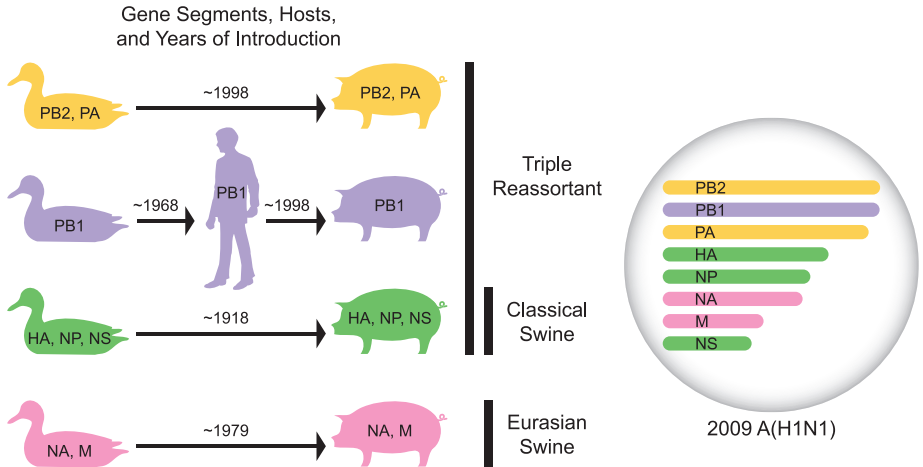 Gene Segments, Hosts,
and Years of Introduction
PB2, PA
~1998
PB2, PA
PB1
~1968
PB1
~1998
PB1
HA, NP, NS
~1918
HA, NP, NS
NA, M
~1979
NA, M
Triple
Reassortant
Classical
Swine
Eurasian
Swine
PB2
PB1
PA
HA
NP
NA
M
NS
2009 A(H1N1)